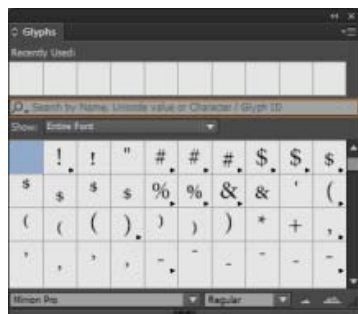 Glyphs
Recently Used:
Search by Name, Unicode value or Character / Glyph ID
Show: Entire Font
! ! " # # # $ $ $
$ $ $ $ % % & & ' (
( ( ( ) ) ) ) * + ,
, , , , - - - - - -
Minion Pro Regular